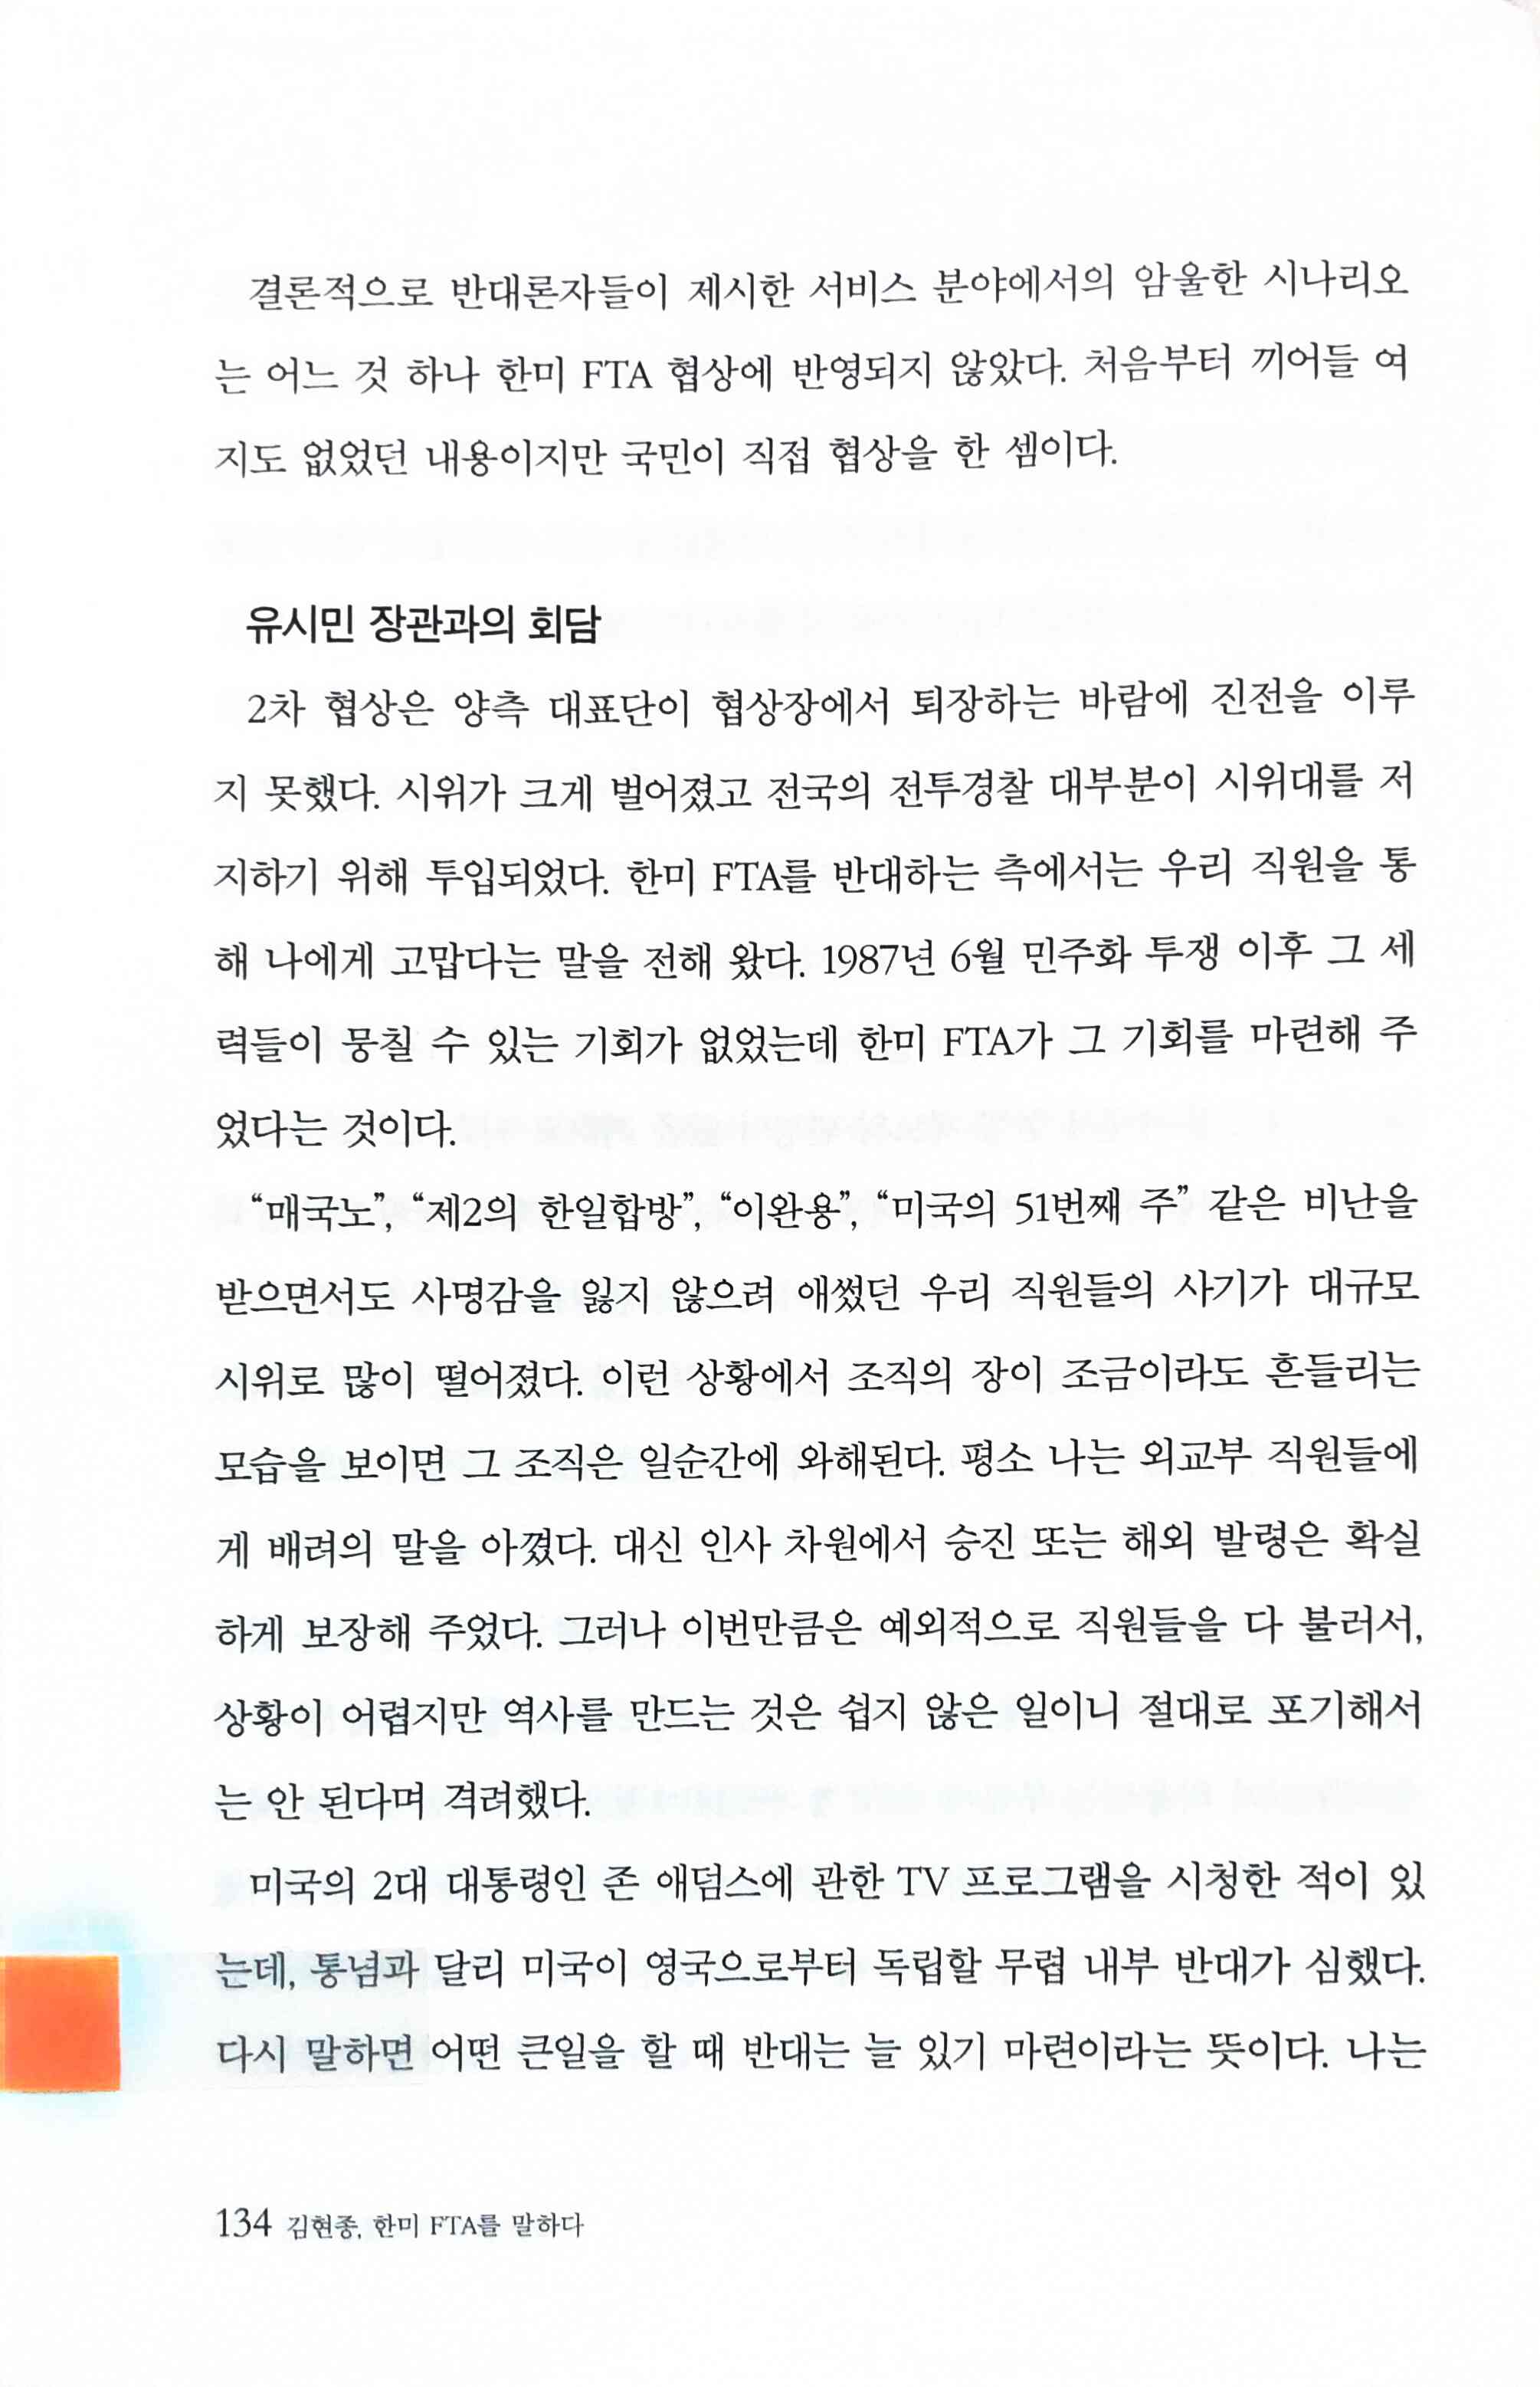 결론적으로 반대론자들이 제시한 서비스 분야에서의 암울한 시나리오
는 어느 것 하나 한미 FTA 협상에 반영되지 않았다. 처음부터 끼어들 여
지도 없었던 내용이지만 국민이 직접 협상을 한 셈이다.
유시민 장관과의 회담
2차 협상은 양측 대표단이 협상장에서 퇴장하는 바람에 진전을 이루
지 못했다. 시위가 크게 벌어졌고 전국의 전투경찰 대부분이 시위대를 저
지하기 위해 투입되었다. 한미 FTA를 반대하는 측에서는 우리 직원을 통
해 나에게 고맙다는 말을 전해 왔다. 1987년 6월 민주화 투쟁 이후 그 세
력들이 뭉칠 수 있는 기회가 없었는데 한미 FTA가 그 기회를 마련해 주
었다는 것이다.
“매국노”, “제2의 한일합방”, “이완용”, “미국의 51번째 주” 같은 비난을
받으면서도 사명감을 잃지 않으려 애썼던 우리 직원들의 사기가 대규모
시위로 많이 떨어졌다. 이런 상황에서 조직의 장이 조금이라도 흔들리는
모습을 보이면 그 조직은 일순간에 와해된다. 평소 나는 외교부 직원들에
게 배려의 말을 아꼈다. 대신 인사 차원에서 승진 또는 해외 발령은 확실
하게 보장해 주었다. 그러나 이번만큼은 예외적으로 직원들을 다 불러서,
상황이 어렵지만 역사를 만드는 것은 쉽지 않은 일이니 절대로 포기해서
는 안 된다며 격려했다.
미국의 2대 대통령인 존 애덤스에 관한 TV 프로그램을 시청한 적이 있
는데, 통념과 달리 미국이 영국으로부터 독립할 무렵 내부 반대가 심했다.
다시 말하면 어떤 큰일을 할 때 반대는 늘 있기 마련이라는 뜻이다. 나는
134 김현종, 한미 FTA를 말하다